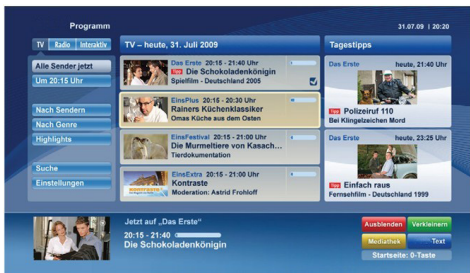 Programm
31.07.09 | 20:20
TV Radio Interaktiv
Alle Sender jetzt
Um 20:15 Uhr
Nach Sendern
Nach Genre
Highlights
Suche
Einstellungen
TV – heute, 31. Juli 2009
Das Erste 20:15 - 21:40 Uhr
Tipp Die Schokoladenkönigin
Spielfilm - Deutschland 2005
EinsPlus 20:15 - 20:30 Uhr
Rainers Küchenklassiker
Omas Küche aus dem Osten
EinsFestival 20:15 - 21:00 Uhr
Die Murmeltiere von Kasach...
Tierdokumentation
EinsExtra 20:15 - 21:00 Uhr
Kontraste
Moderation: Astrid Frohloff
Tagestipps
Das Erste heute, 21:40 Uhr
Tipp Polizeiruf 110
Bei Klingelzeichen Mord
Das Erste heute, 23:25 Uhr
Tipp Einfach raus
Fernsehfilm - Deutschland 1999
Jetzt auf „Das Erste“
20:15 - 21:40
Die Schokoladenkönigin
Ausblenden Verkleinern
Mediathek -Text
Startseite: 0-Taste